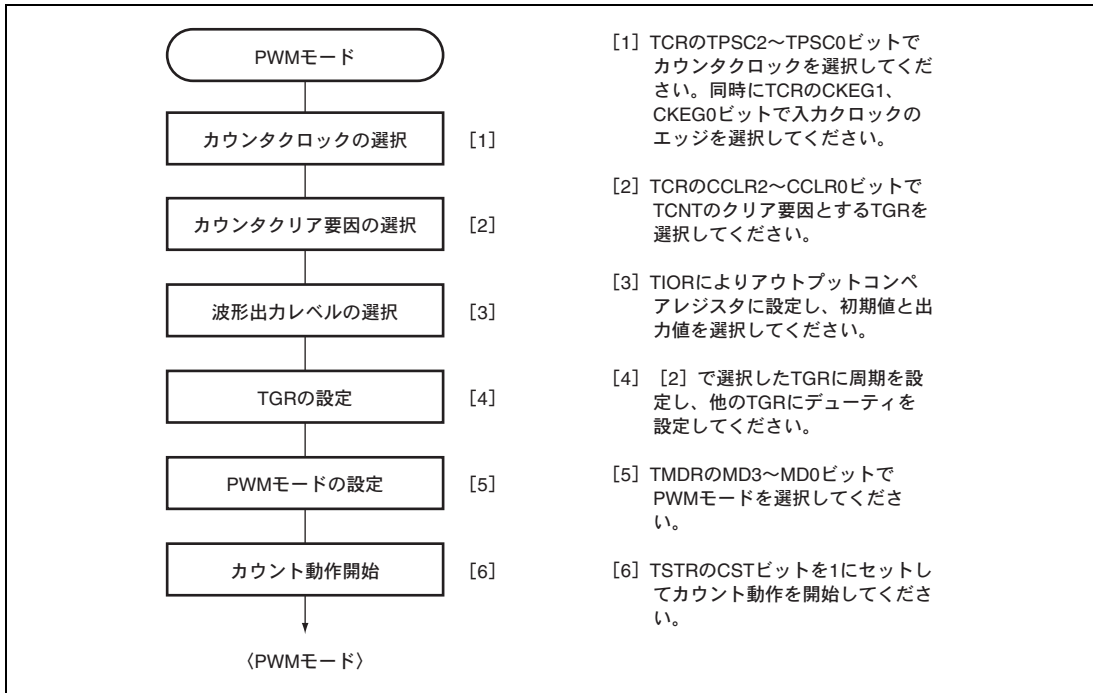 PWMモード
カウンタクロックの選択 [1]
カウンタクリア要因の選択 [2]
波形出力レベルの選択 [3]
TGRの設定 [4]
PWMモードの設定 [5]
カウント動作開始 [6]
〈PWMモード〉
[1] TCRのTPSC2～TPSC0ビットで
カウンタクロックを選択してくだ
さい。同時にTCRのCKEG1、
CKEG0ビットで入力クロックの
エッジを選択してください。
[2] TCRのCCLR2～CCLR0ビットで
TCNTのクリア要因とするTGRを
選択してください。
[3] TIORによりアウトプットコンペ
アレジスタに設定し、初期値と出
力値を選択してください。
[4] [2]で選択したTGRに周期を設
定し、他のTGRにデューティを
設定してください。
[5] TMDRのMD3～MD0ビットで
PWMモードを選択してくださ
い。
[6] TSTRのCSTビットを1にセットし
てカウント動作を開始してくださ
い。